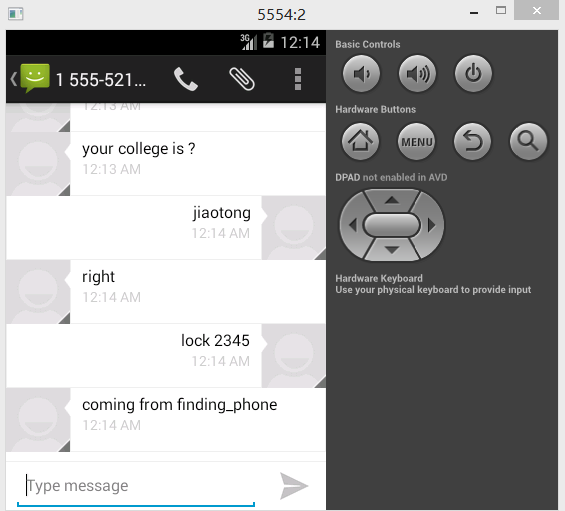 5554:2
3G 12:14
1 555-521...
12:13 AM
your college is ?
12:13 AM
jiaotong
12:14 AM
right
12:14 AM
lock 2345
12:14 AM
coming from finding_phone
12:14 AM
Type message
Basic Controls
Hardware Buttons
MENU
DPAD not enabled in AVD
Hardware Keyboard
Use your physical keyboard to provide input